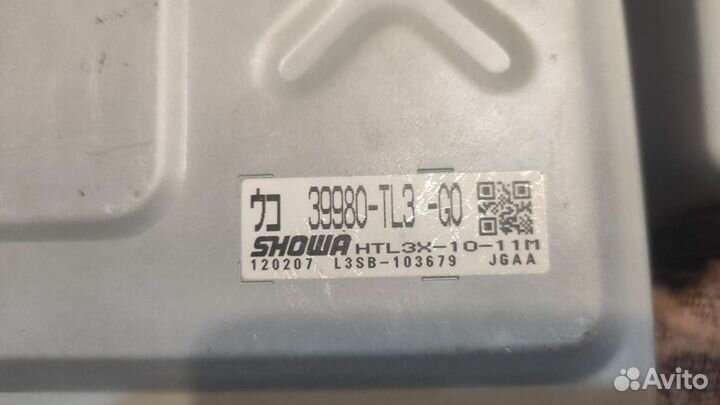 ウコ 39980-TL3 -G0
SHOWA HTL3X-10-11M
120207 L3SB-103679 JGAA
Avito